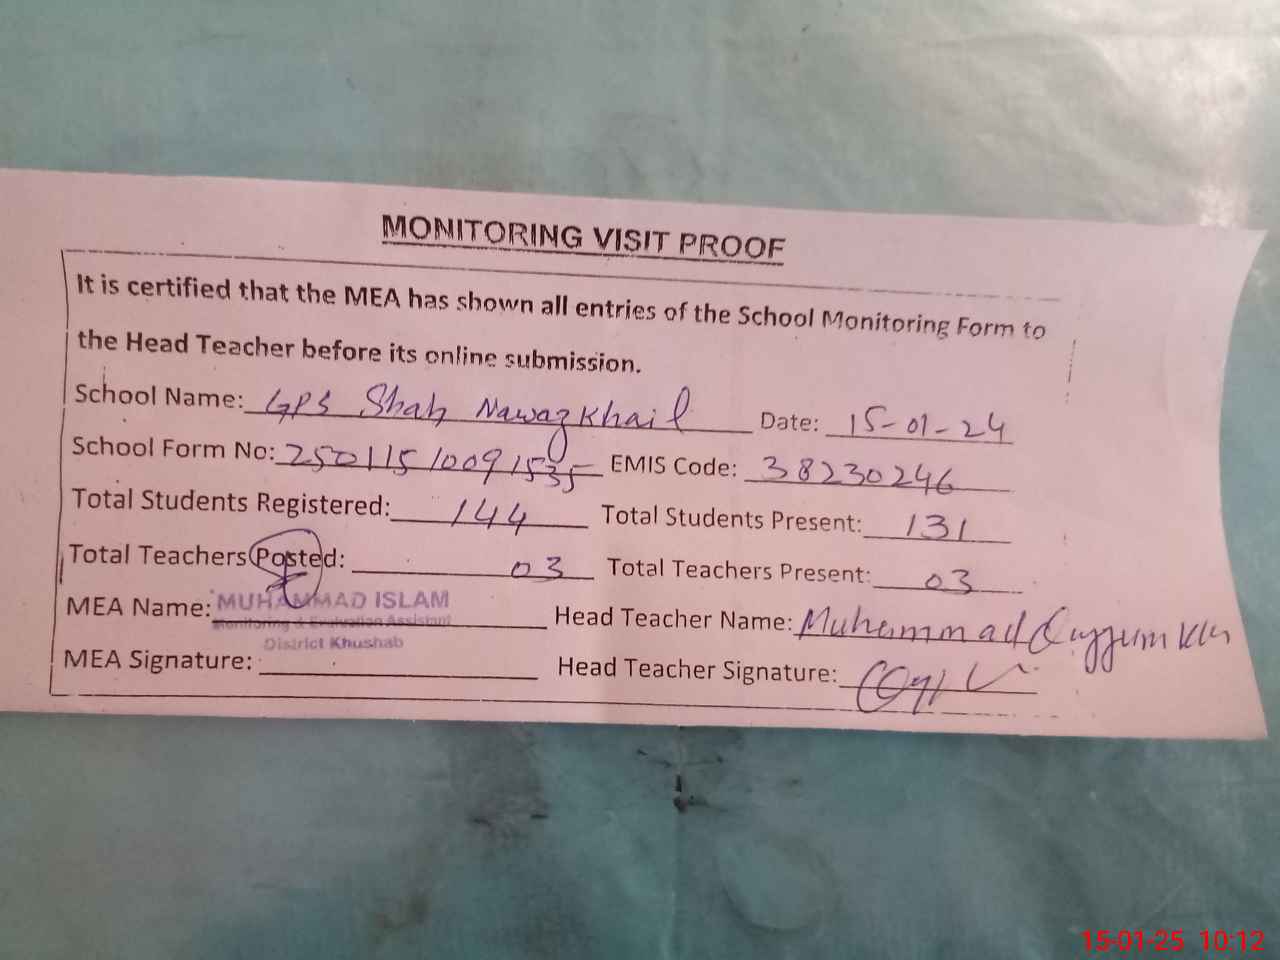 MONITORING VISIT PROOF
It is certified that the MEA has shown all entries of the School Monitoring Form to
the Head Teacher before its online submission.
School Name: GPS Shah Nawaz Khail Date: 15-01-24
School Form No: 25011510091535 EMIS Code: 38230246
Total Students Registered: 144 Total Students Present: 131
Total Teachers Posted: 03 Total Teachers Present: 03
MEA Name: MUHAMMAD ISLAM Head Teacher Name: Muhammad Qayyum
Monitoring & Evaluation Assistant
District Khushab
MEA Signature: Head Teacher Signature:
15-01-25 10:12